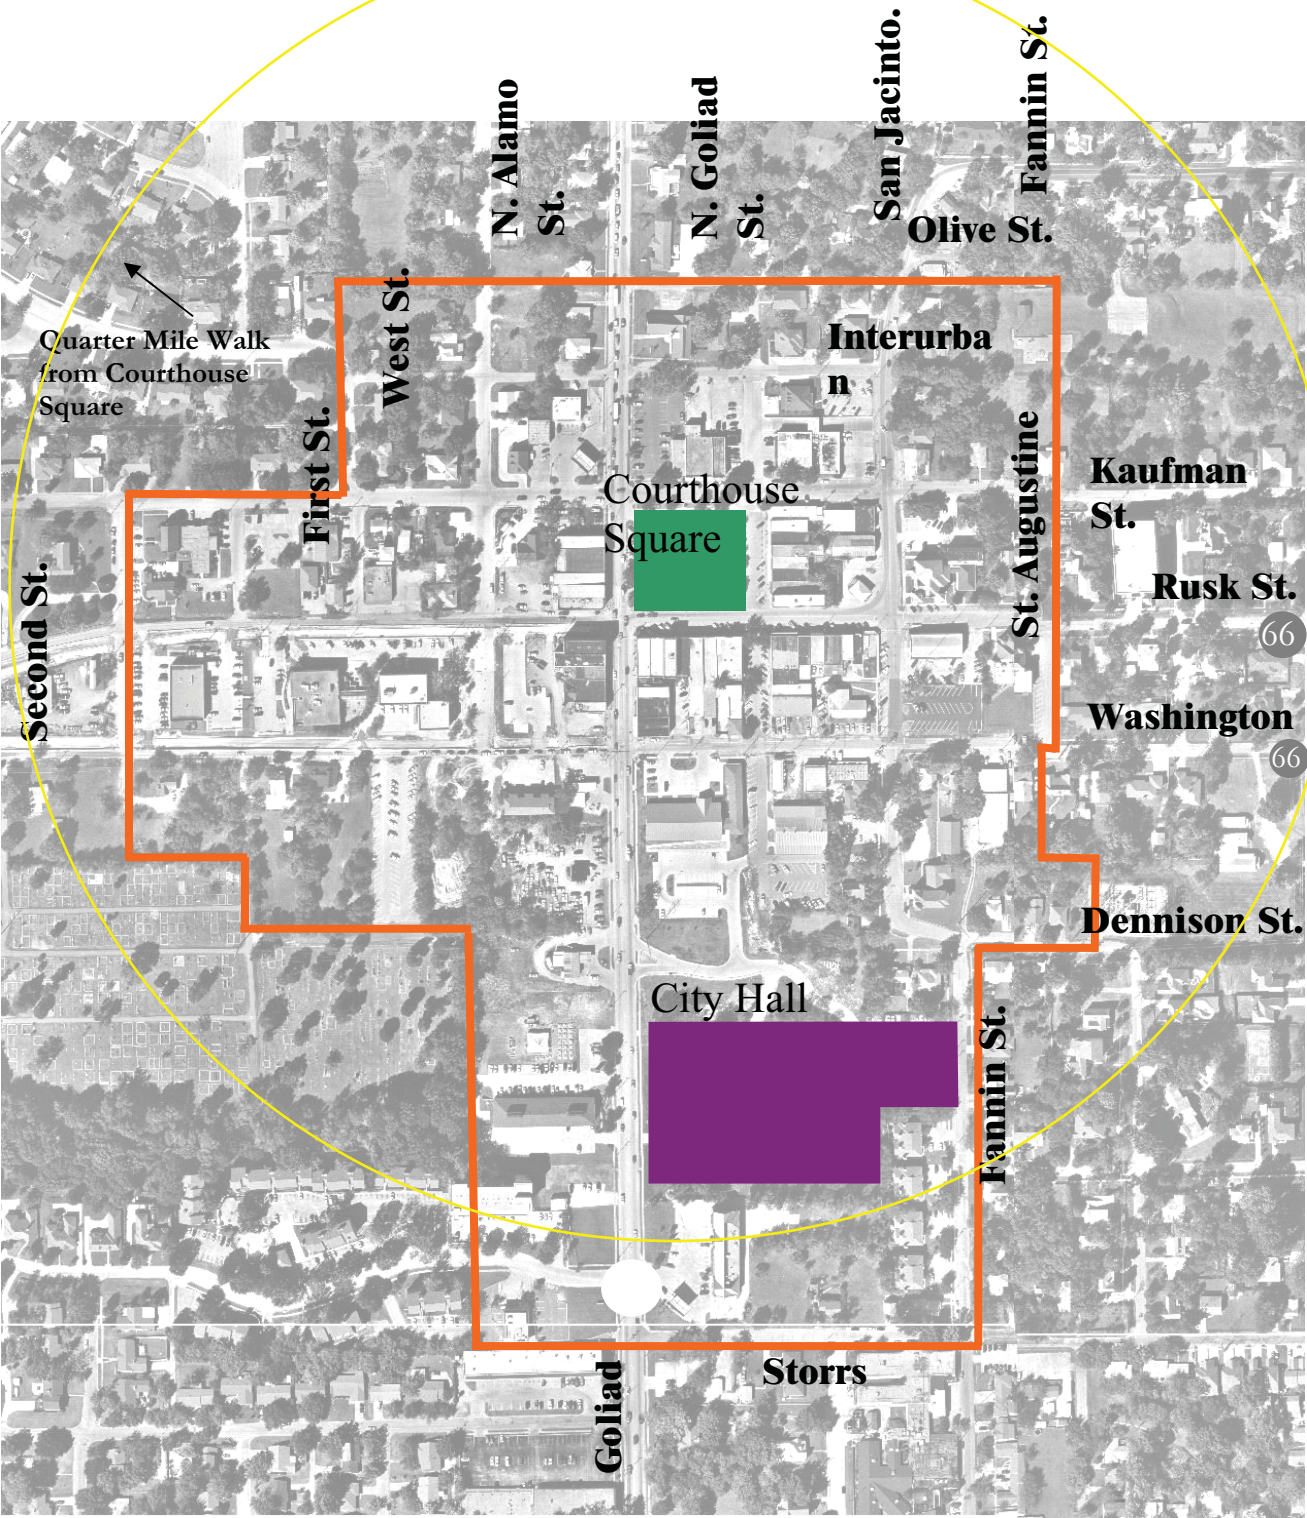 N. Alamo
St.
N. Goliad
St.
San Jacinto.
Fannin St.
Olive St.
West St.
Quarter Mile Walk
from Courthouse
Square
Interurba
n
First St.
St. Augustine
Kaufman
St.
Courthouse
Square
Rusk St.
66
Second St.
Washington
66
Dennison St.
City Hall
Fannin St.
Goliad
Storrs